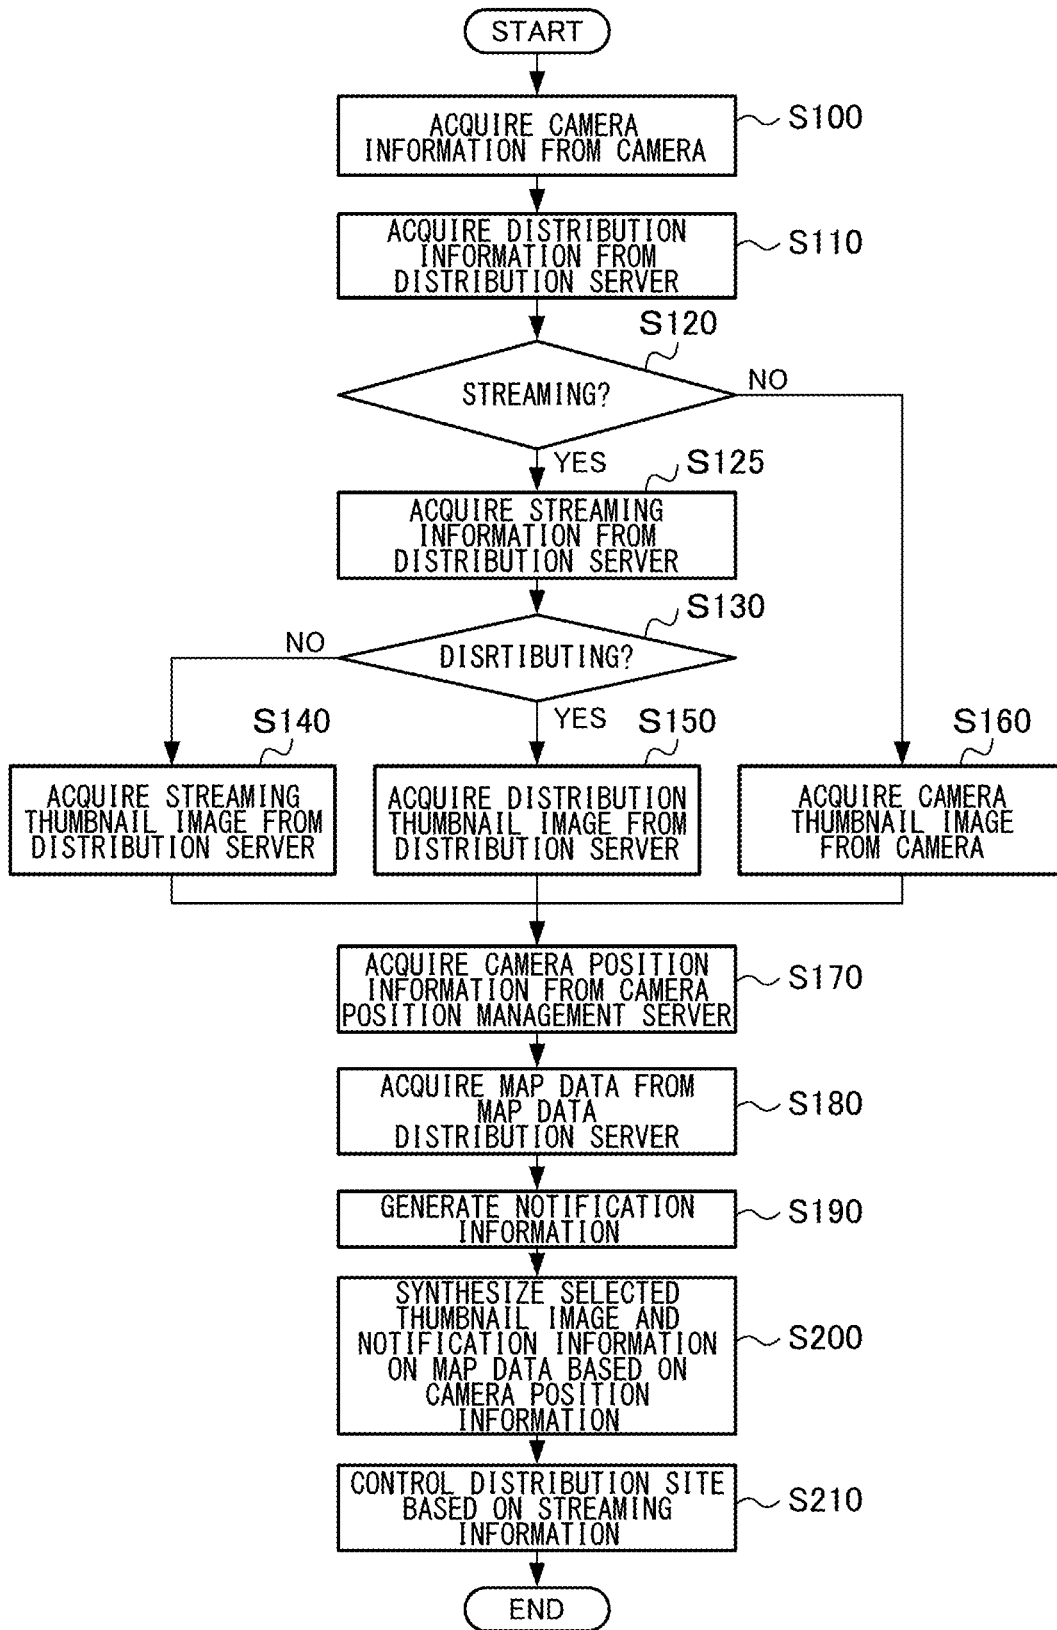 START
ACQUIRE CAMERA
INFORMATION FROM CAMERA
S100
ACQUIRE DISTRIBUTION
INFORMATION FROM
DISTRIBUTION SERVER
S110
S120
STREAMING?
NO
YES
S125
ACQUIRE STREAMING
INFORMATION FROM
DISTRIBUTION SERVER
S130
NO
DISRTIBUTING?
YES
S140
S150
S160
ACQUIRE STREAMING
THUMBNAIL IMAGE FROM
DISTRIBUTION SERVER
ACQUIRE DISTRIBUTION
THUMBNAIL IMAGE FROM
DISTRIBUTION SERVER
ACQUIRE CAMERA
THUMBNAIL IMAGE
FROM CAMERA
ACQUIRE CAMERA POSITION
INFORMATION FROM CAMERA
POSITION MANAGEMENT SERVER
S170
ACQUIRE MAP DATA FROM
MAP DATA
DISTRIBUTION SERVER
S180
GENERATE NOTIFICATION
INFORMATION
S190
SYNTHESIZE SELECTED
THUMBNAIL IMAGE AND
NOTIFICATION INFORMATION
ON MAP DATA BASED ON
CAMERA POSITION
INFORMATION
S200
CONTROL DISTRIBUTION SITE
BASED ON STREAMING
INFORMATION
S210
END